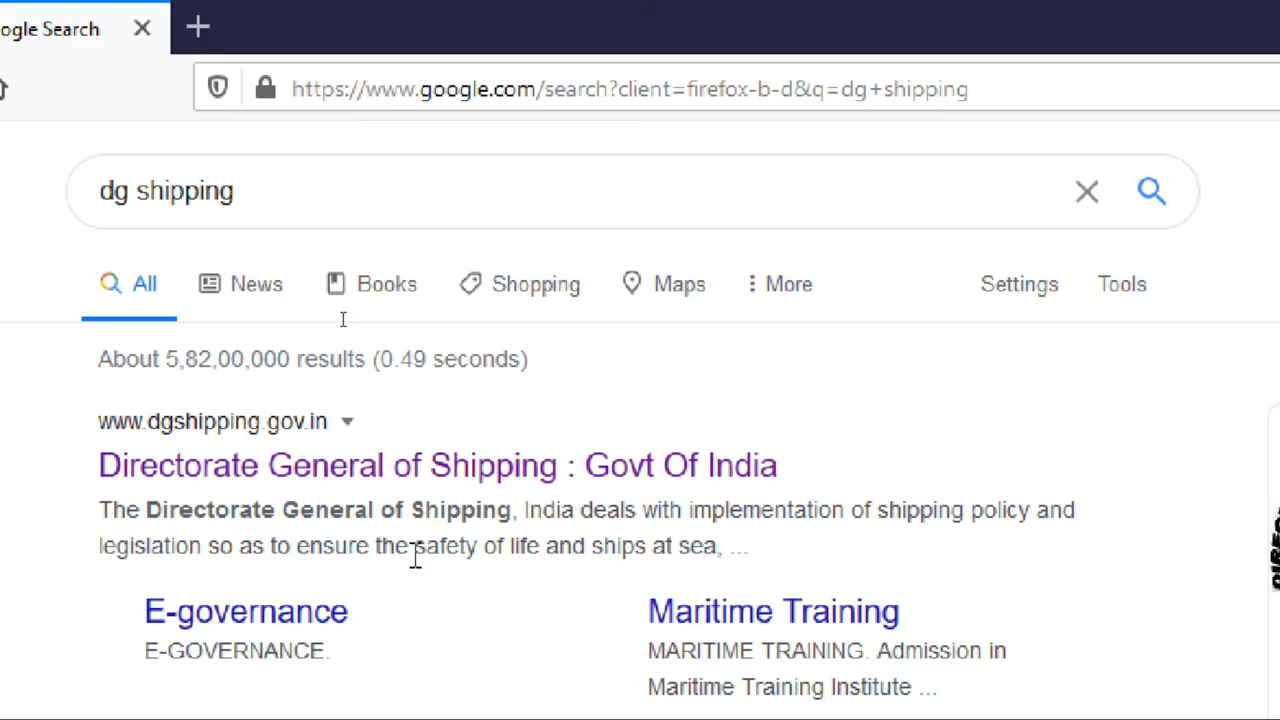 ogle Search
https://www.google.com/search?client=firefox-b-d&q=dg+shipping
dg shipping
All News Books Shopping Maps More Settings Tools
About 5,82,00,000 results (0.49 seconds)
www.dgshipping.gov.in
Directorate General of Shipping : Govt Of India
The Directorate General of Shipping, India deals with implementation of shipping policy and
legislation so as to ensure the safety of life and ships at sea, ...
E-governance
E-GOVERNANCE.
Maritime Training
MARITIME TRAINING. Admission in
Maritime Training Institute ...